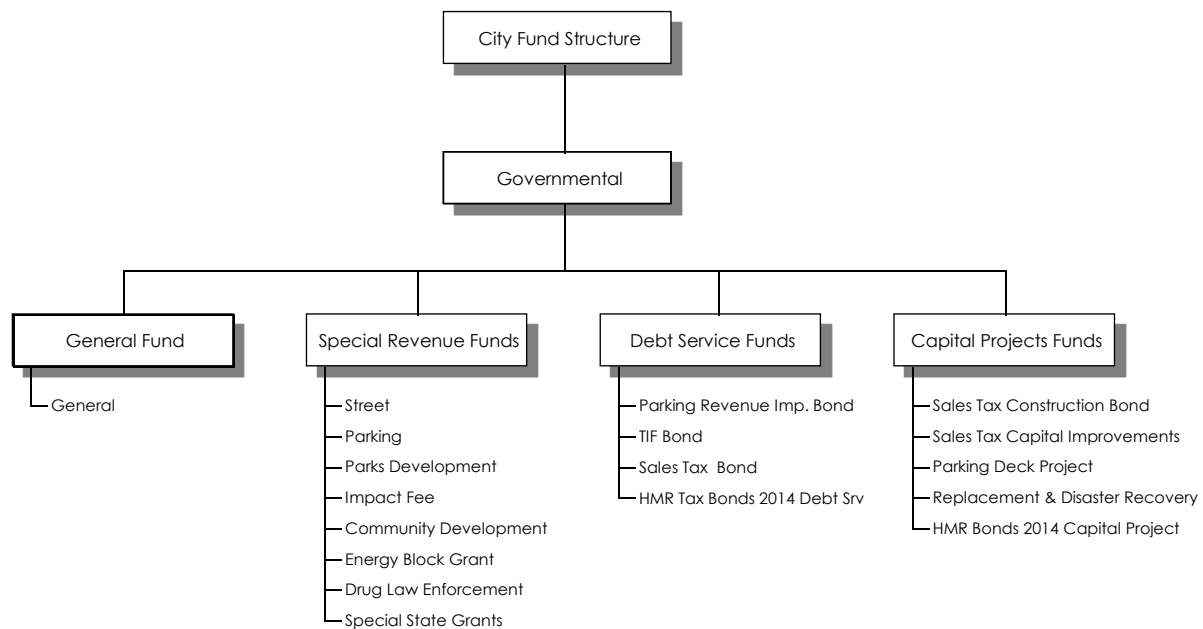 City Fund Structure
Governmental
General Fund
General
Special Revenue Funds
Street
Parking
Parks Development
Impact Fee
Community Development
Energy Block Grant
Drug Law Enforcement
Special State Grants
Debt Service Funds
Parking Revenue Imp. Bond
TIF Bond
Sales Tax  Bond
HMR Tax Bonds 2014 Debt Srv
Capital Projects Funds
Sales Tax Construction Bond
Sales Tax Capital Improvements
Parking Deck Project
Replacement & Disaster Recovery
HMR Bonds 2014 Capital Project